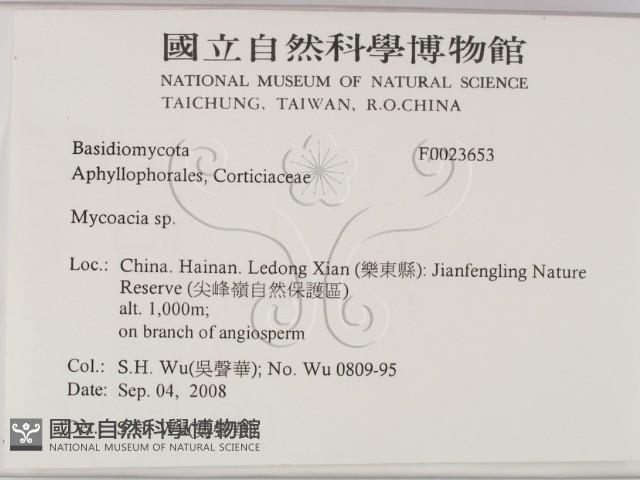 國立自然科學博物館
NATIONAL MUSEUM OF NATURAL SCIENCE
TAICHUNG, TAIWAN, R.O.CHINA
Basidiomycota F0023653
Aphyllophorales, Corticiaceae
Mycoacia sp.
Loc.: China. Hainan. Ledong Xian (樂東縣): Jianfengling Nature
Reserve (尖峰嶺自然保護區)
alt. 1,000m;
on branch of angiosperm
Col.: S.H. Wu(吳聲華); No. Wu 0809-95
Date: Sep. 04, 2008
國立自然科學博物館
NATIONAL MUSEUM OF NATURAL SCIENCE